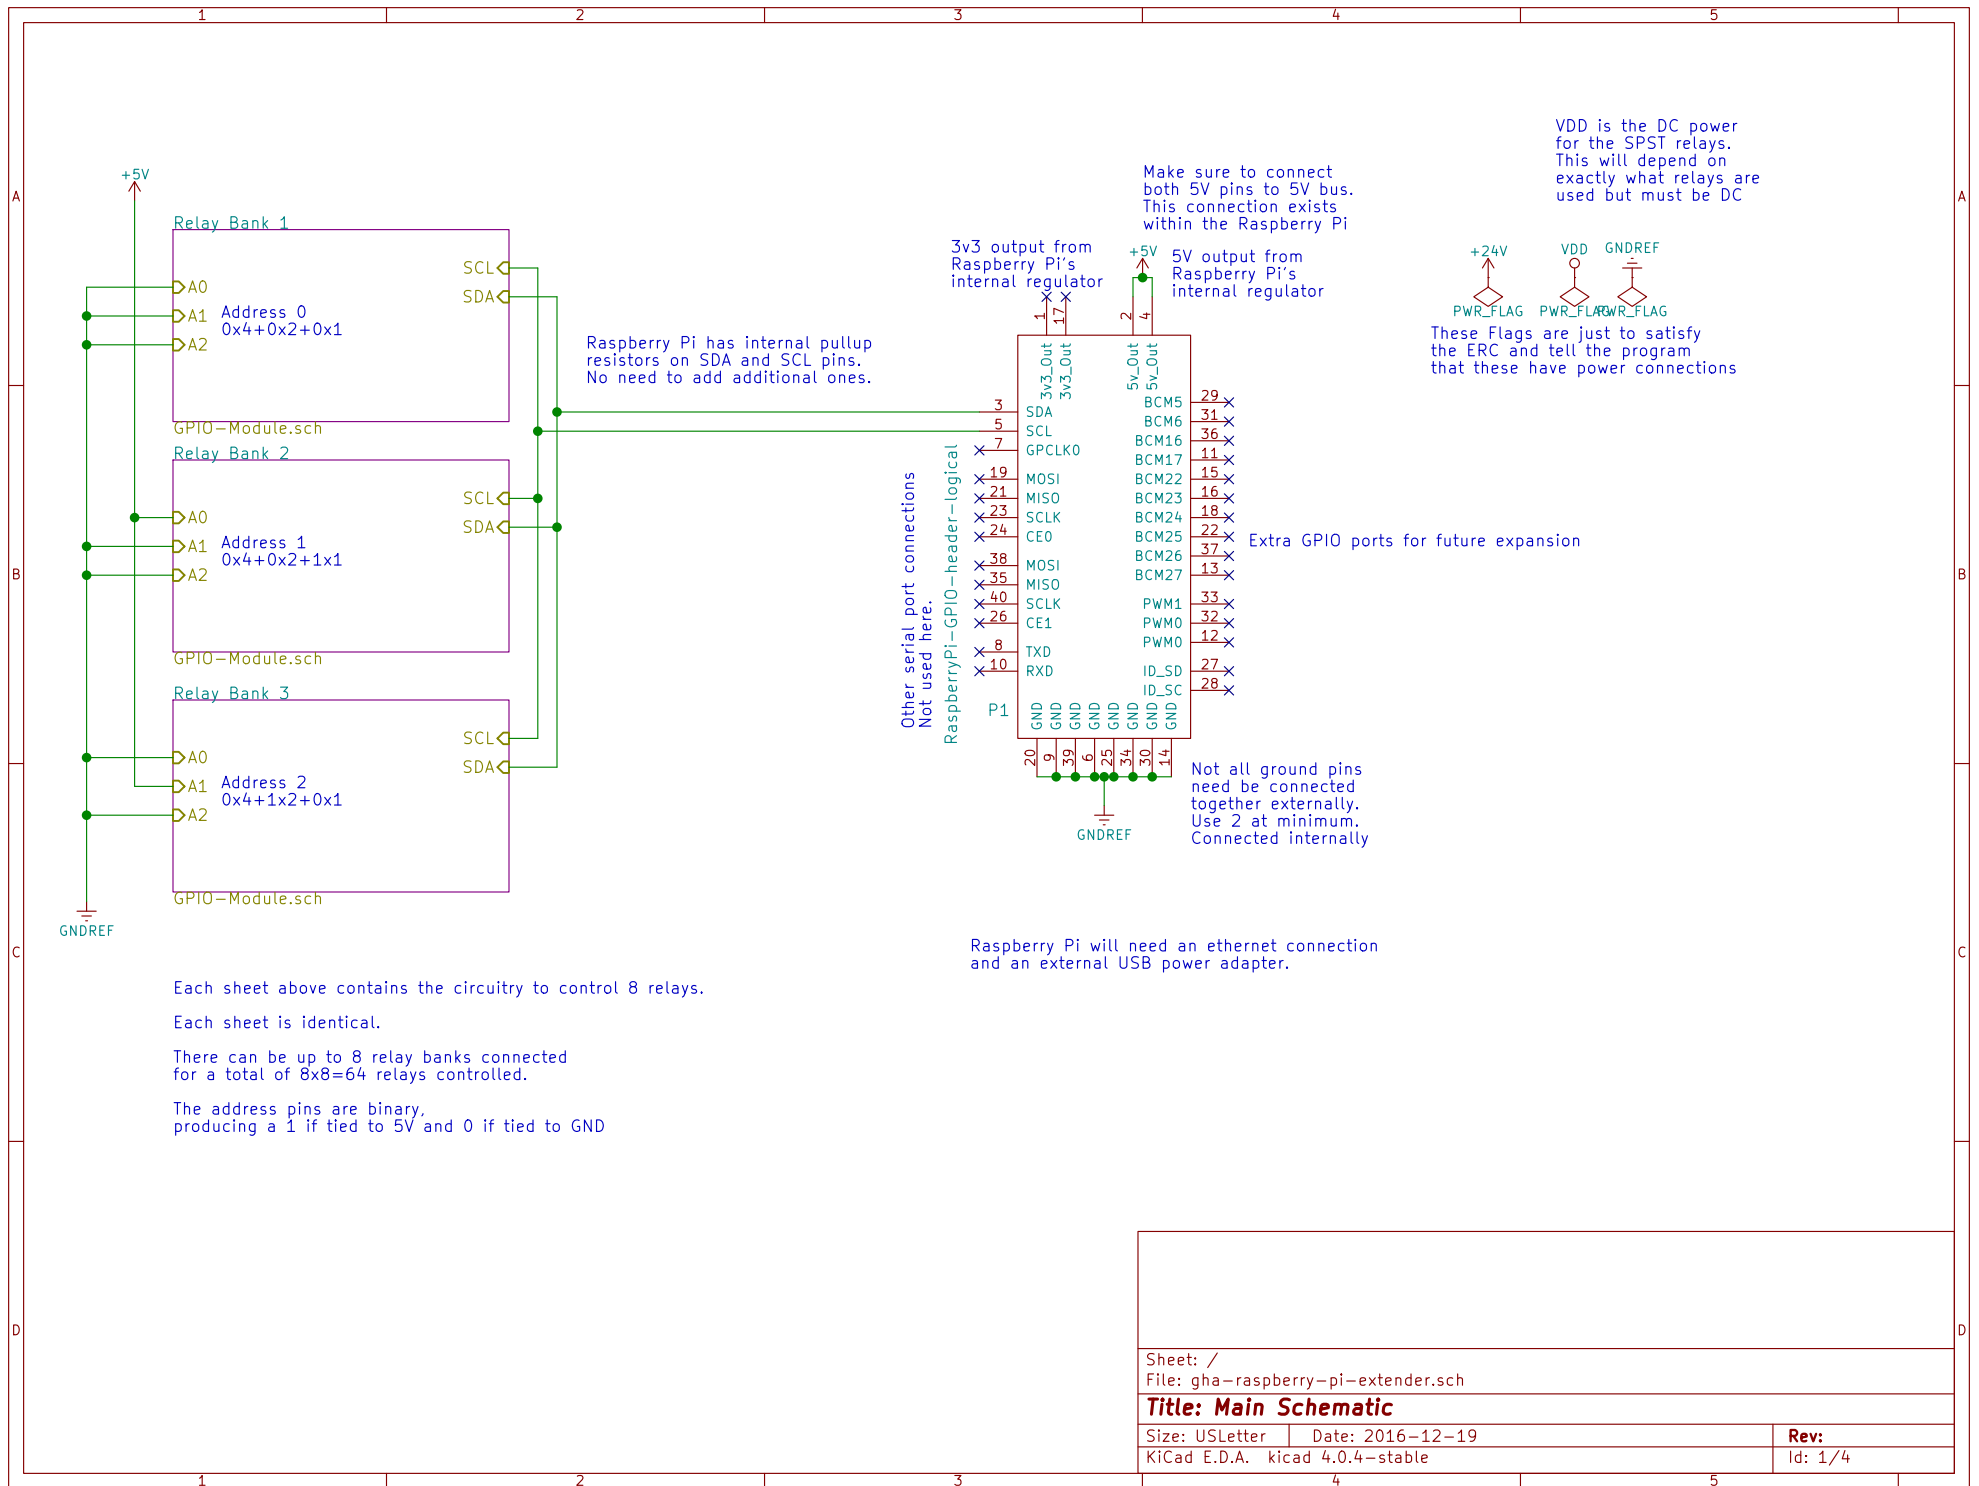 1 2 3 4 5
A
B
C
D
A
B
C
D
1 2 3 4 5
+5V
Relay Bank 1
SCL
SDA
A0
A1
A2
Address 0
0x4+0x2+0x1
GPIO-Module.sch
Relay Bank 2
SCL
SDA
A0
A1
A2
Address 1
0x4+0x2+1x1
GPIO-Module.sch
Relay Bank 3
SCL
SDA
A0
A1
A2
Address 2
0x4+1x2+0x1
GPIO-Module.sch
GNDREF
Each sheet above contains the circuitry to control 8 relays.
Each sheet is identical.
There can be up to 8 relay banks connected
for a total of 8x8=64 relays controlled.
The address pins are binary,
producing a 1 if tied to 5V and 0 if tied to GND
Raspberry Pi has internal pullup
resistors on SDA and SCL pins.
No need to add additional ones.
3v3 output from
Raspberry Pi's
internal regulator
Make sure to connect
both 5V pins to 5V bus.
This connection exists
within the Raspberry Pi
+5V
5V output from
Raspberry Pi's
internal regulator
1 17 2 4
3v3_Out 3v3_Out 5v_Out 5v_Out
3 SDA
5 SCL
7 GPCLK0
19 MOSI
21 MISO
23 SCLK
24 CE0
38 MOSI
35 MISO
40 SCLK
26 CE1
8 TXD
10 RXD
BCM5 29
BCM6 31
BCM16 36
BCM17 11
BCM22 15
BCM23 16
BCM24 18
BCM25 22
BCM26 37
BCM27 13
PWM1 33
PWM0 32
PWM0 12
ID_SD 27
ID_SC 28
GND GND GND GND GND GND GND GND
20 9 39 6 25 34 30 14
P1
RaspberryPi-GPIO-header-logical
Other serial port connections
Not used here.
Extra GPIO ports for future expansion
GNDREF
Not all ground pins
need be connected
together externally.
Use 2 at minimum.
Connected internally
Raspberry Pi will need an ethernet connection
and an external USB power adapter.
VDD is the DC power
for the SPST relays.
This will depend on
exactly what relays are
used but must be DC
+24V VDD GNDREF
PWR_FLAG PWR_FLAG PWR_FLAG
These Flags are just to satisfy
the ERC and tell the program
that these have power connections
Sheet: /
File: gha-raspberry-pi-extender.sch
Title: Main Schematic
Size: USLetter Date: 2016-12-19 Rev:
KiCad E.D.A. kicad 4.0.4-stable Id: 1/4